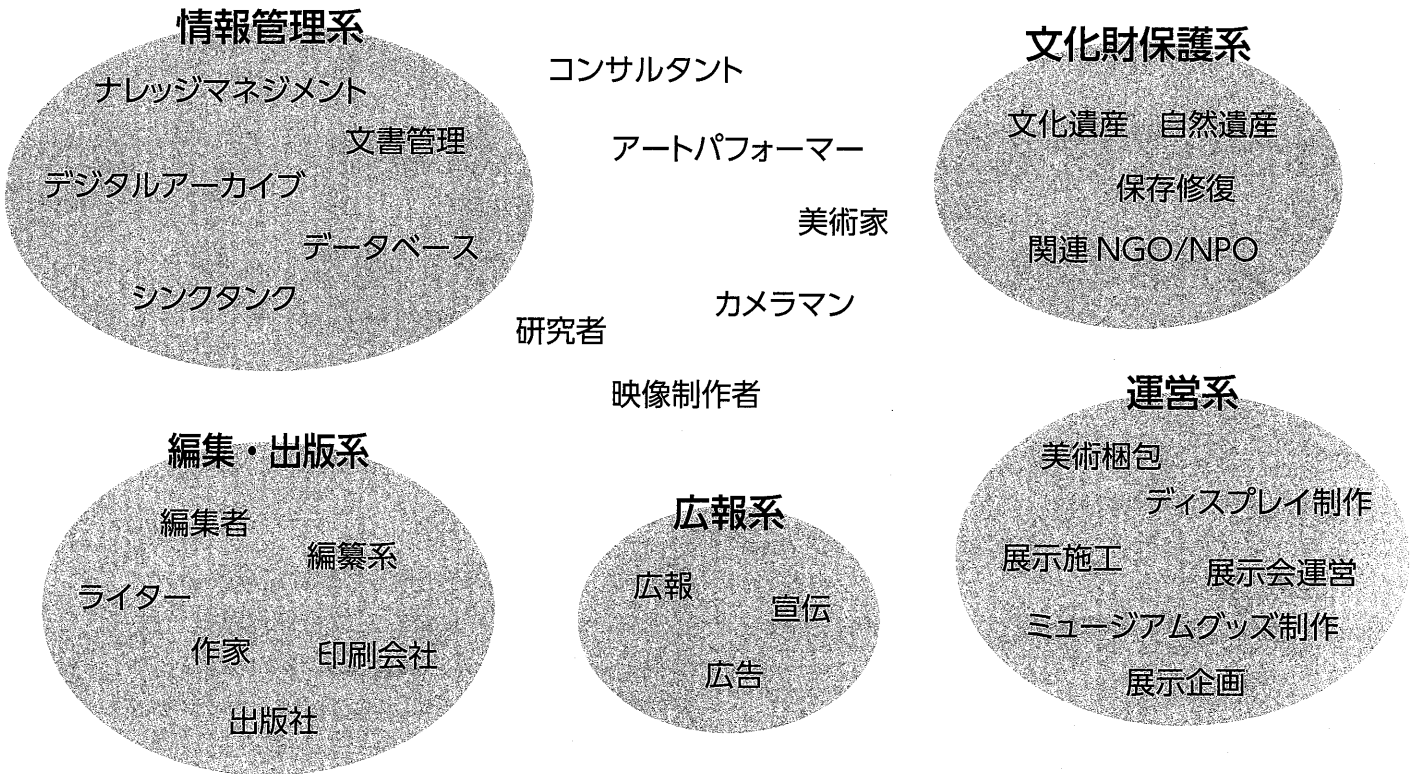 情報管理系
ナレッジマネジメント
文書管理
デジタルアーカイブ
データベース
シンクタンク
コンサルタント
アートパフォーマー
美術家
カメラマン
研究者
映像制作者
文化財保護系
文化遺産　自然遺産
保存修復
関連 NGO/NPO
編集・出版系
編集者
編纂系
ライター
作家
印刷会社
出版社
広報系
広報
宣伝
広告
運営系
美術梱包
ディスプレイ制作
展示施工
展示会運営
ミュージアムグッズ制作
展示企画